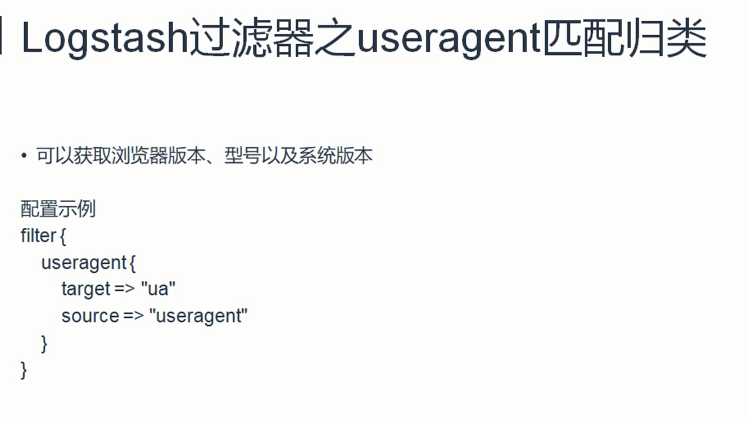 Logstash过滤器之useragent匹配归类
• 可以获取浏览器版本、型号以及系统版本
配置示例
filter {
useragent {
target => "ua"
source => "useragent"
}
}